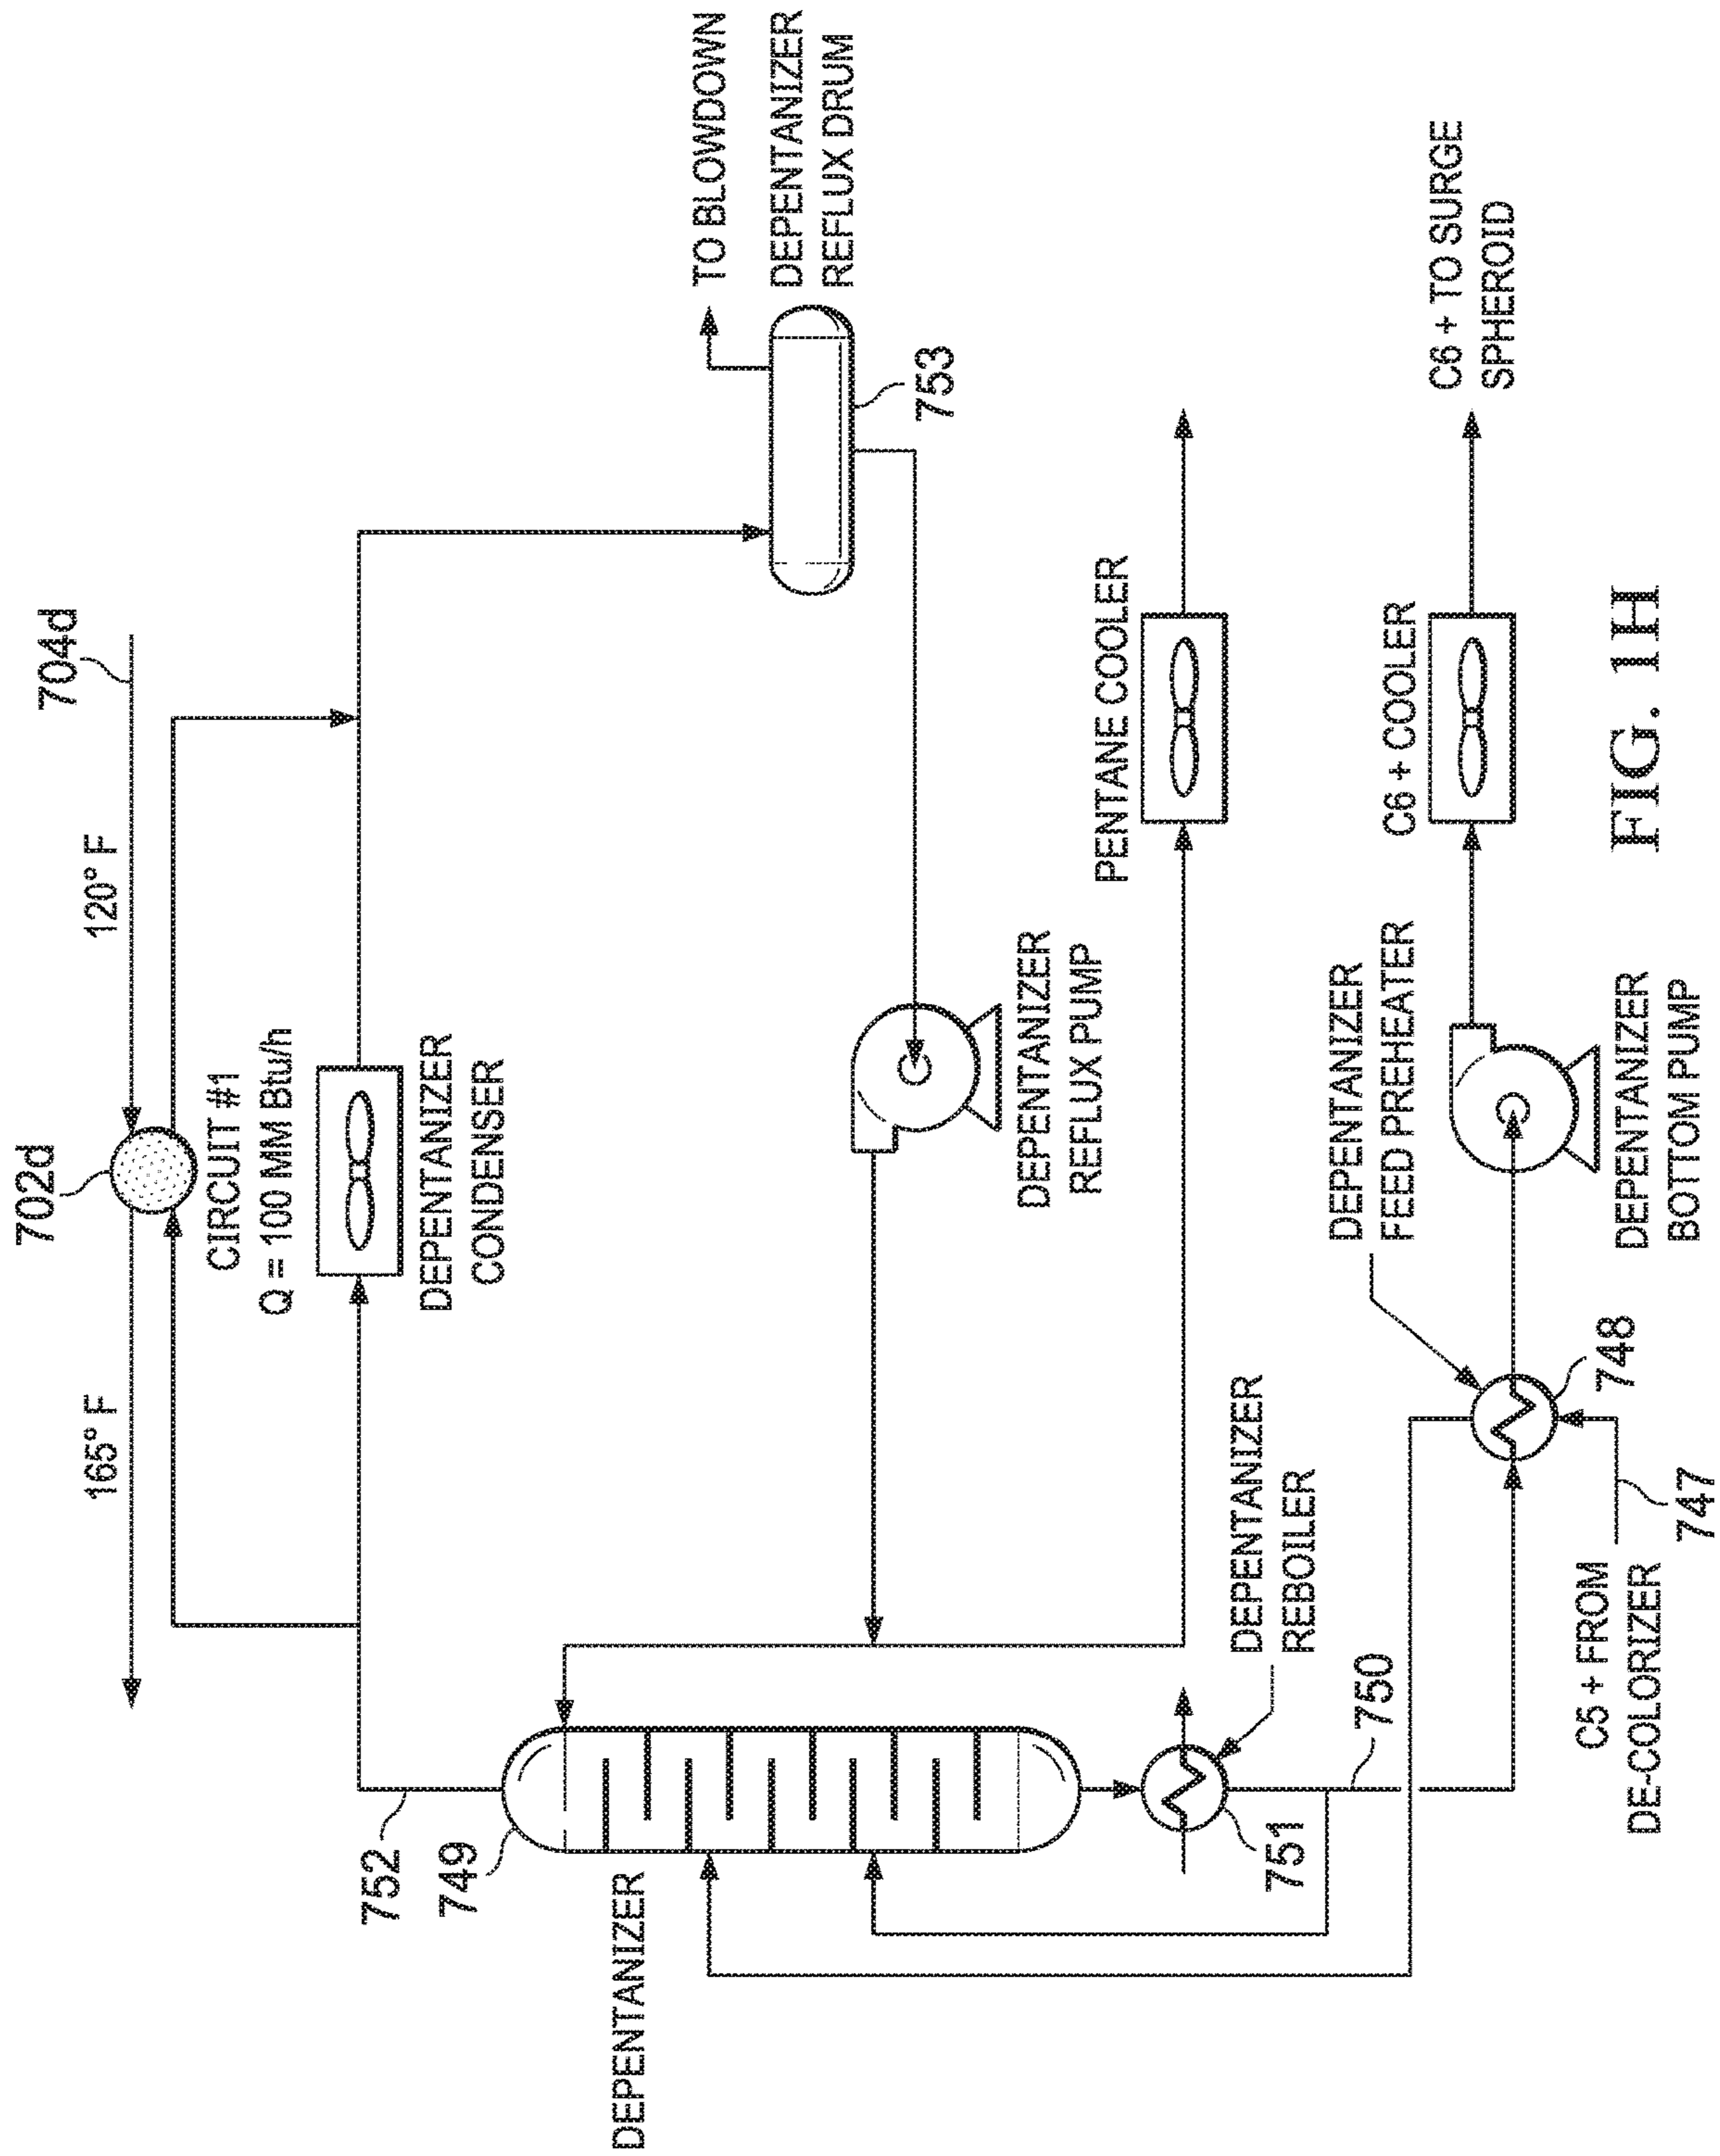 702d
704d
165° F
120° F
CIRCUIT #1
Q = 100 MM Btu/h
752
DEPENTANIZER
CONDENSER
749
DEPENTANIZER
TO BLOWDOWN
DEPENTANIZER
REFLUX DRUM
753
DEPENTANIZER
REFLUX PUMP
PENTANE COOLER
DEPENTANIZER
REBOILER
751
750
DEPENTANIZER
FEED PREHEATER
C6 + COOLER
C6 + TO SURGE
SPHEROID
748
C5 + FROM
DE-COLORIZER
747
DEPENTANIZER
BOTTOM PUMP
FIG. 1H